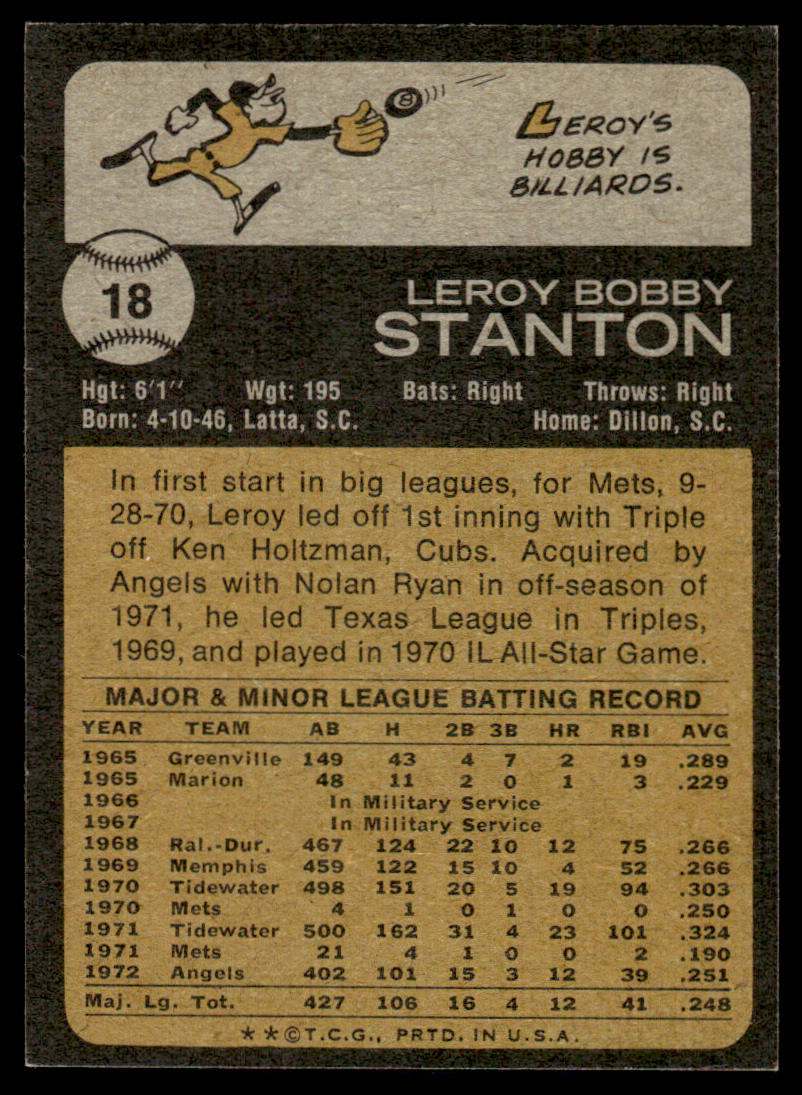 8
LEROY'S
HOBBY IS
BILLIARDS.
18
LEROY BOBBY
STANTON
Hgt: 6'1" Wgt: 195 Bats: Right Throws: Right
Born: 4-10-46, Latta, S.C. Home: Dillon, S.C.
In first start in big leagues, for Mets, 9-
28-70, Leroy led off 1st inning with Triple
off Ken Holtzman, Cubs. Acquired by
Angels with Nolan Ryan in off-season of
1971, he led Texas League in Triples,
1969, and played in 1970 IL All-Star Game.
MAJOR & MINOR LEAGUE BATTING RECORD
YEAR TEAM AB H 2B 3B HR RBI AVG
1965 Greenville 149 43 4 7 2 19 .289
1965 Marion 48 11 2 0 1 3 .229
1966 In Military Service
1967 In Military Service
1968 Ral.-Dur. 467 124 22 10 12 75 .266
1969 Memphis 459 122 15 10 4 52 .266
1970 Tidewater 498 151 20 5 19 94 .303
1970 Mets 4 1 0 1 0 0 .250
1971 Tidewater 500 162 31 4 23 101 .324
1971 Mets 21 4 1 0 0 2 .190
1972 Angels 402 101 15 3 12 39 .251
Maj. Lg. Tot. 427 106 16 4 12 41 .248
**©T.C.G., PRTD. IN U.S.A.